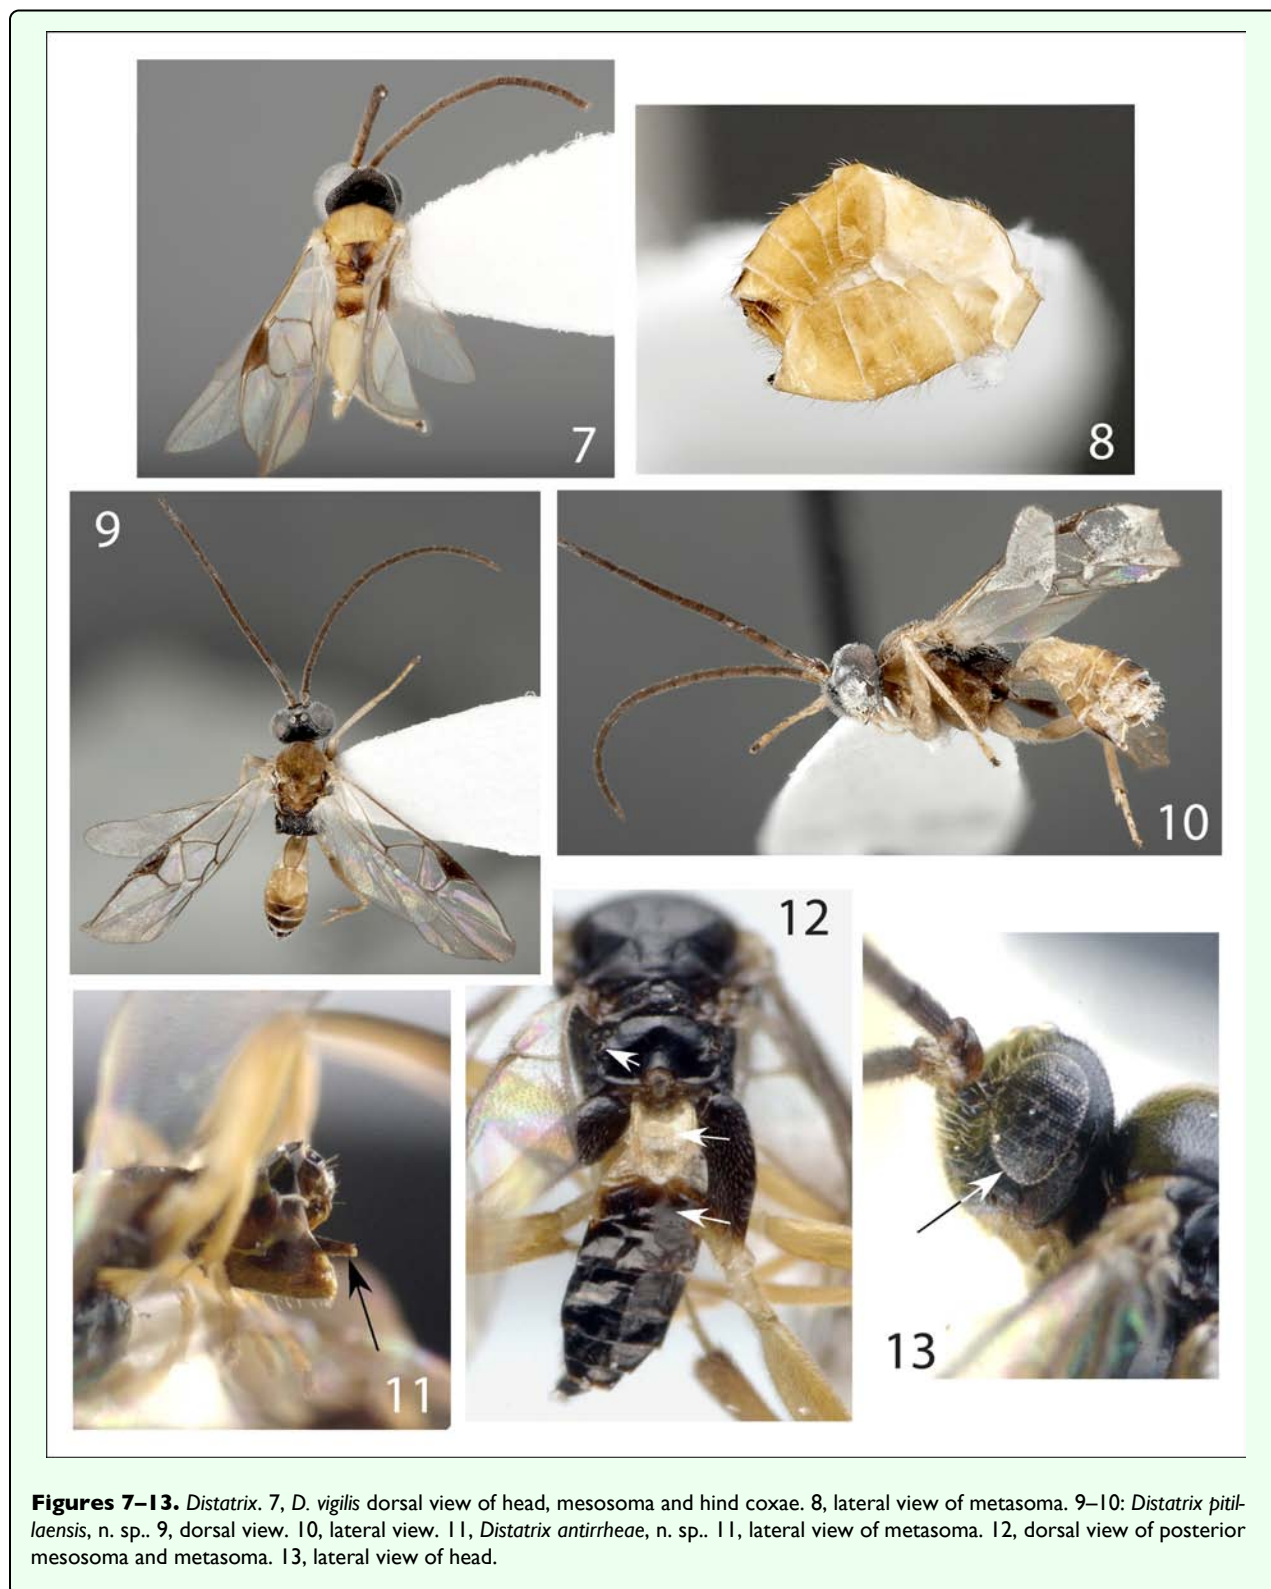 7
8
9
10
12
11
13
Figures 7–13. Distatrix. 7, D. vigilis dorsal view of head, mesosoma and hind coxae. 8, lateral view of metasoma. 9–10: Distatrix pitil-
laensis, n. sp.. 9, dorsal view. 10, lateral view. 11, Distatrix antirrheae, n. sp.. 11, lateral view of metasoma. 12, dorsal view of posterior
mesosoma and metasoma. 13, lateral view of head.